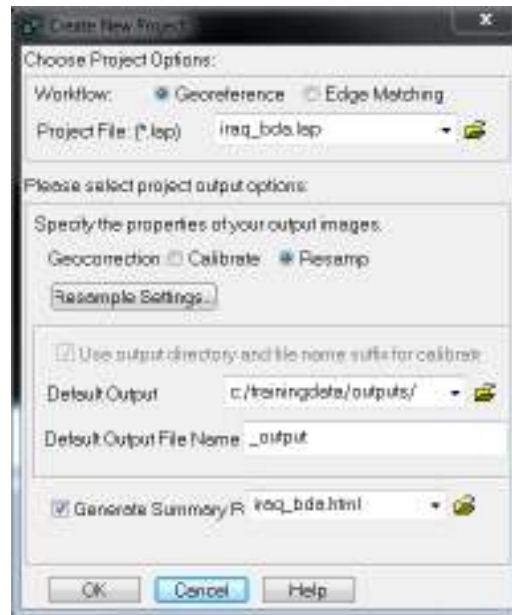 Create New Project
Choose Project Options:
Workflow: Georeference Edge Matching
Project File: (*.lap) iraq_bda.lap
Please select project output options:
Specify the properties of your output images.
Geocorrection Calibrate Resamp
Resample Settings...
Use output directory and file name suffix for calibrate
Default Output c:/trainingdata/outputs/
Default Output File Name _output
Generate Summary R iraq_bda.html
OK Cancel Help